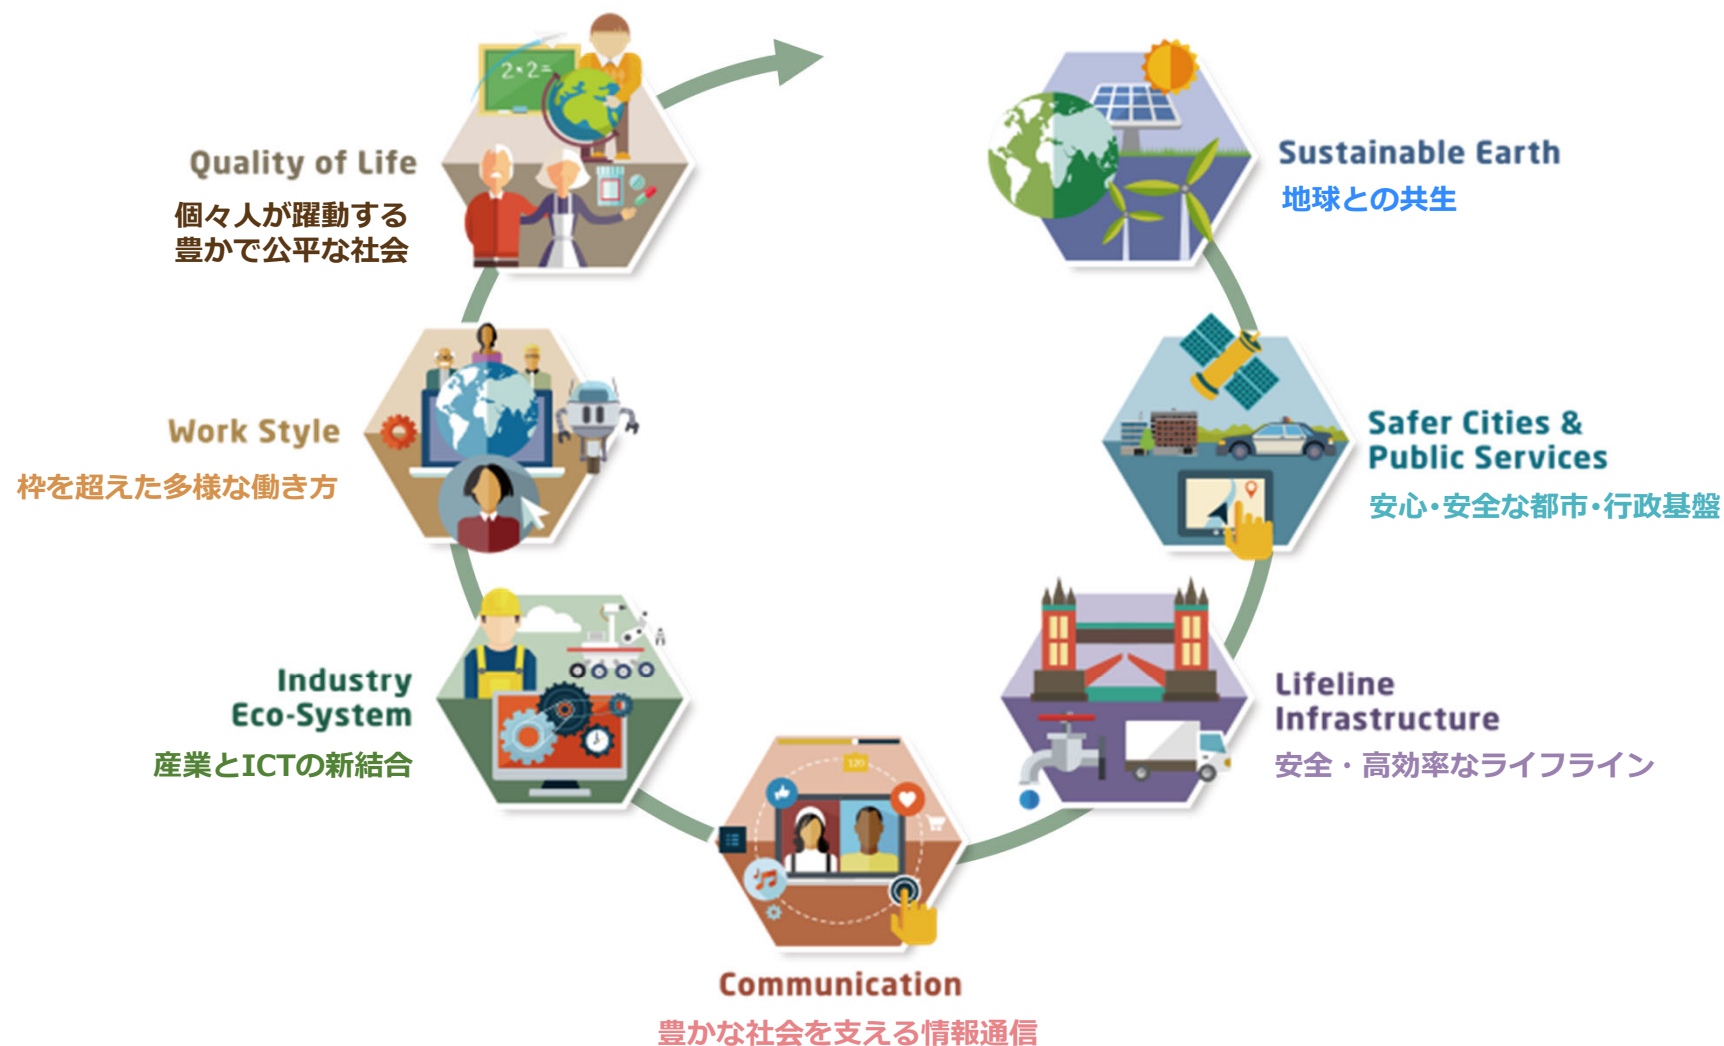 2×2=
Quality of Life
個々人が躍動する
豊かで公平な社会
Sustainable Earth
地球との共生
Work Style
枠を超えた多様な働き方
Safer Cities &
Public Services
安心・安全な都市・行政基盤
Industry
Eco-System
産業とICTの新結合
Lifeline
Infrastructure
安全・高効率なライフライン
120
Communication
豊かな社会を支える情報通信